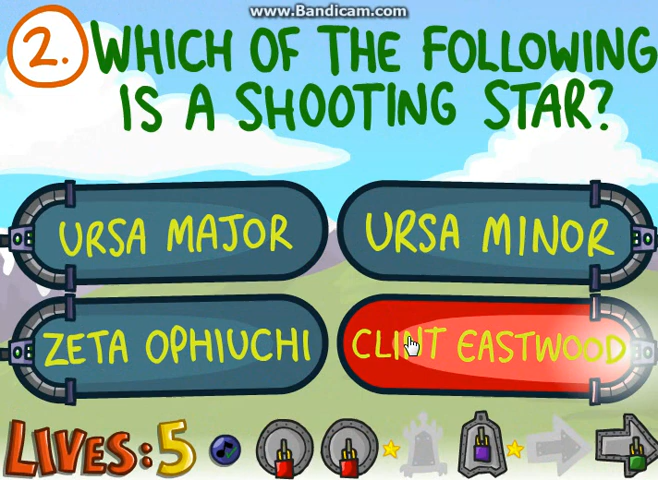 www.Bandicam.com
2. WHICH OF THE FOLLOWING
IS A SHOOTING STAR?
URSA MAJOR
URSA MINOR
ZETA OPHIUCHI
CLINT EASTWOOD
LIVES: 5